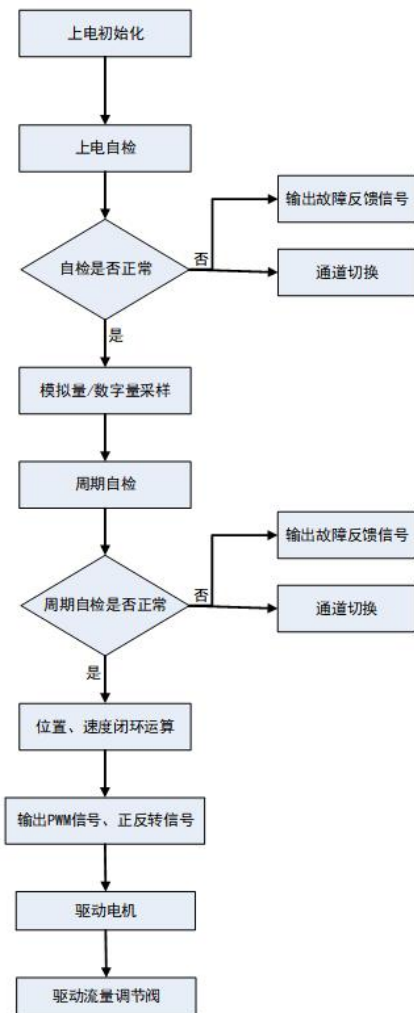 上电初始化
上电自检
输出故障反馈信号
自检是否正常
否
通道切换
是
模拟量/数字量采样
周期自检
输出故障反馈信号
周期自检是否正常
否
通道切换
是
位置、速度闭环运算
输出PWM信号、正反转信号
驱动电机
驱动流量调节阀